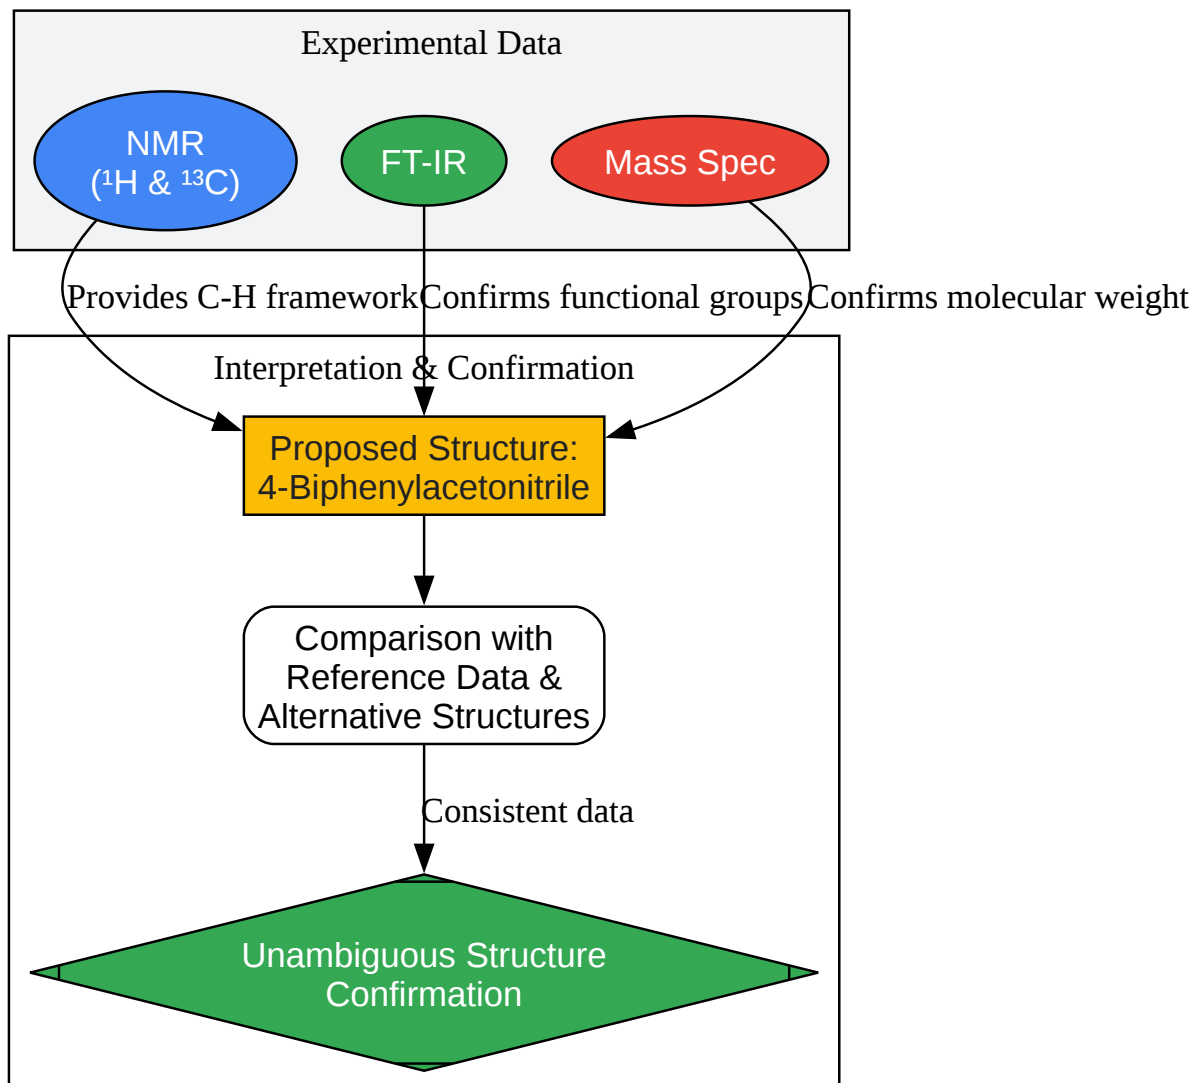 Experimental Data
NMR
(¹H & ¹³C)
FT-IR
Mass Spec
Provides C-H framework
Confirms functional groups
Confirms molecular weight
Interpretation & Confirmation
Proposed Structure:
4-Biphenylacetonitrile
Comparison with
Reference Data &
Alternative Structures
Consistent data
Unambiguous Structure
Confirmation